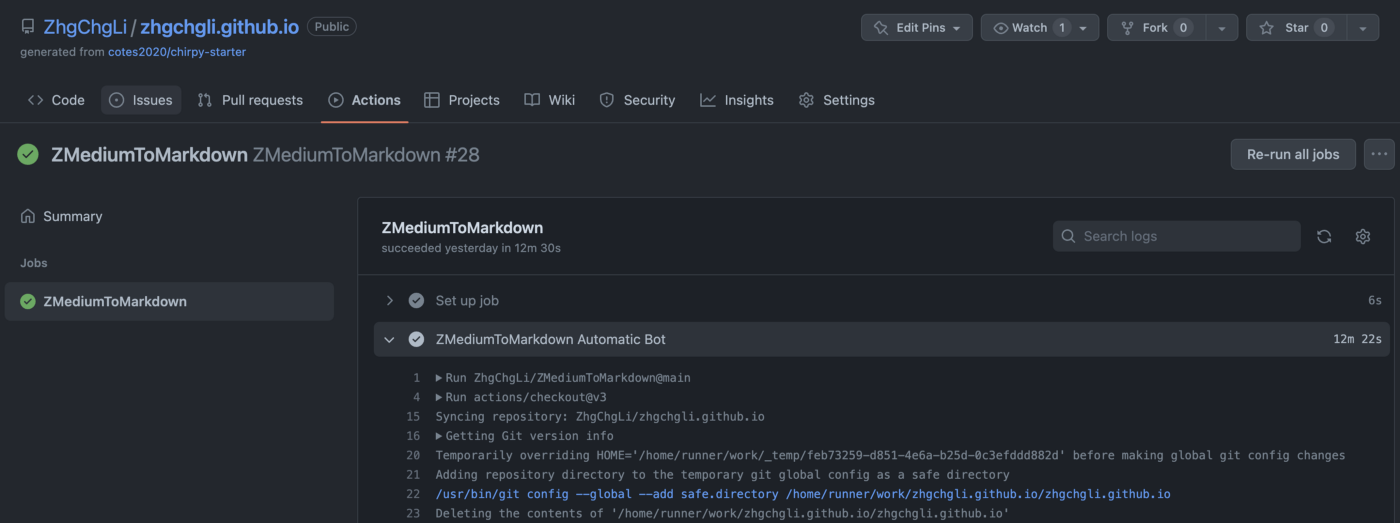 ZhgChgLi / zhgchgli.github.io Public
Edit Pins Watch 1 Fork 0 Star 0
generated from cotes2020/chirpy-starter
Code Issues Pull requests Actions Projects Wiki Security Insights Settings
ZMediumToMarkdown ZMediumToMarkdown #28
Re-run all jobs
Summary
Jobs
ZMediumToMarkdown
ZMediumToMarkdown
succeeded yesterday in 12m 30s
Search logs
Set up job 6s
ZMediumToMarkdown Automatic Bot 12m 22s
1 Run ZhgChgLi/ZMediumToMarkdown@main
4 Run actions/checkout@v3
15 Syncing repository: ZhgChgLi/zhgchgli.github.io
16 Getting Git version info
20 Temporarily overriding HOME='/home/runner/work/_temp/feb73259-d851-4e6a-b25d-0c3efddd882d' before making global git config changes
21 Adding repository directory to the temporary git global config as a safe directory
22 /usr/bin/git config --global --add safe.directory /home/runner/work/zhgchgli.github.io/zhgchgli.github.io
23 Deleting the contents of '/home/runner/work/zhgchgli.github.io/zhgchgli.github.io'